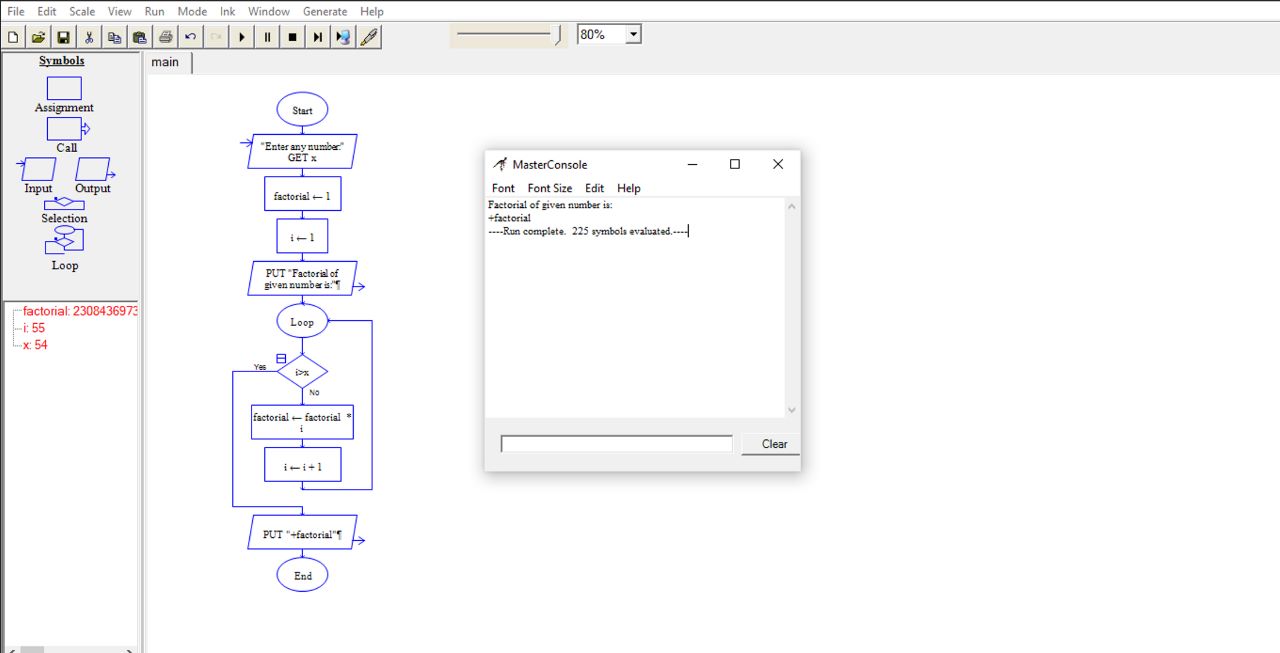 File Edit Scale View Run Mode Ink Window Generate Help
80%
Symbols
Assignment
Call
Input Output
Selection
Loop
factorial: 2308436973
i: 55
x: 54
main
Start
"Enter any number:"
GET x
factorial ← 1
i ← 1
PUT "Factorial of
given number is:"¶
Loop
i>x
Yes
No
factorial ← factorial *
i
i ← i + 1
PUT "+factorial"¶
End
MasterConsole
Font Font Size Edit Help
Factorial of given number is:
+factorial
----Run complete. 225 symbols evaluated.----
Clear